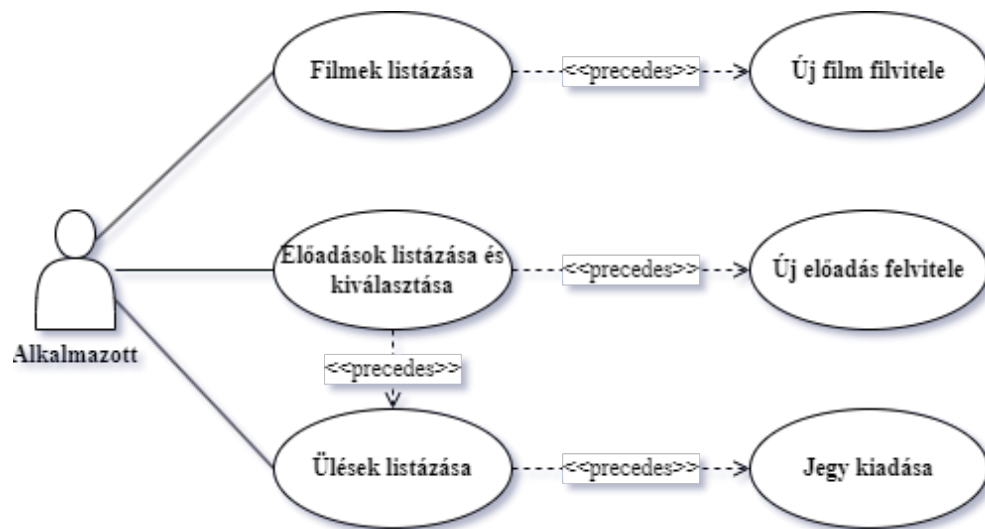 Filmek listázása
<<precedes>>
Új film filvitele
Előadások listázása és
kiválasztása
<<precedes>>
Új előadás felvitele
Alkalmazott
<<precedes>>
Ülések listázása
<<precedes>>
Jegy kiadása